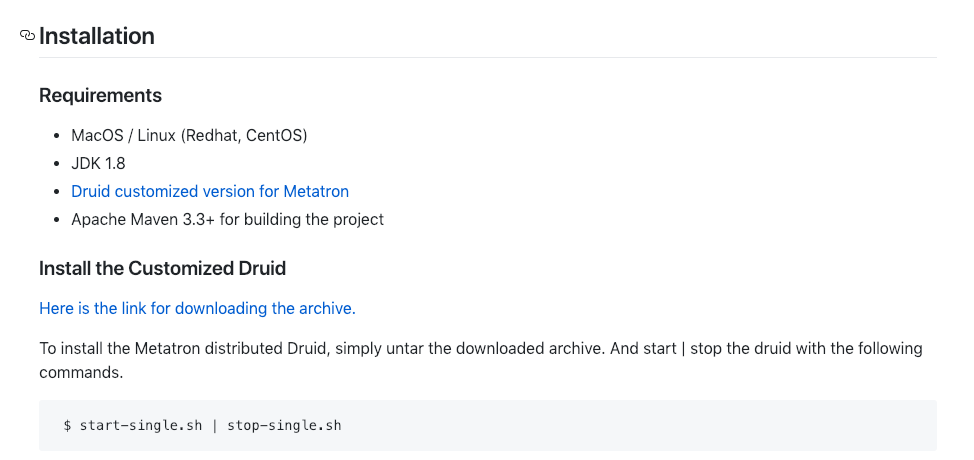 Installation
Requirements
• MacOS / Linux (Redhat, CentOS)
• JDK 1.8
• Druid customized version for Metatron
• Apache Maven 3.3+ for building the project
Install the Customized Druid
Here is the link for downloading the archive.
To install the Metatron distributed Druid, simply untar the downloaded archive. And start | stop the druid with the following
commands.
$ start-single.sh | stop-single.sh